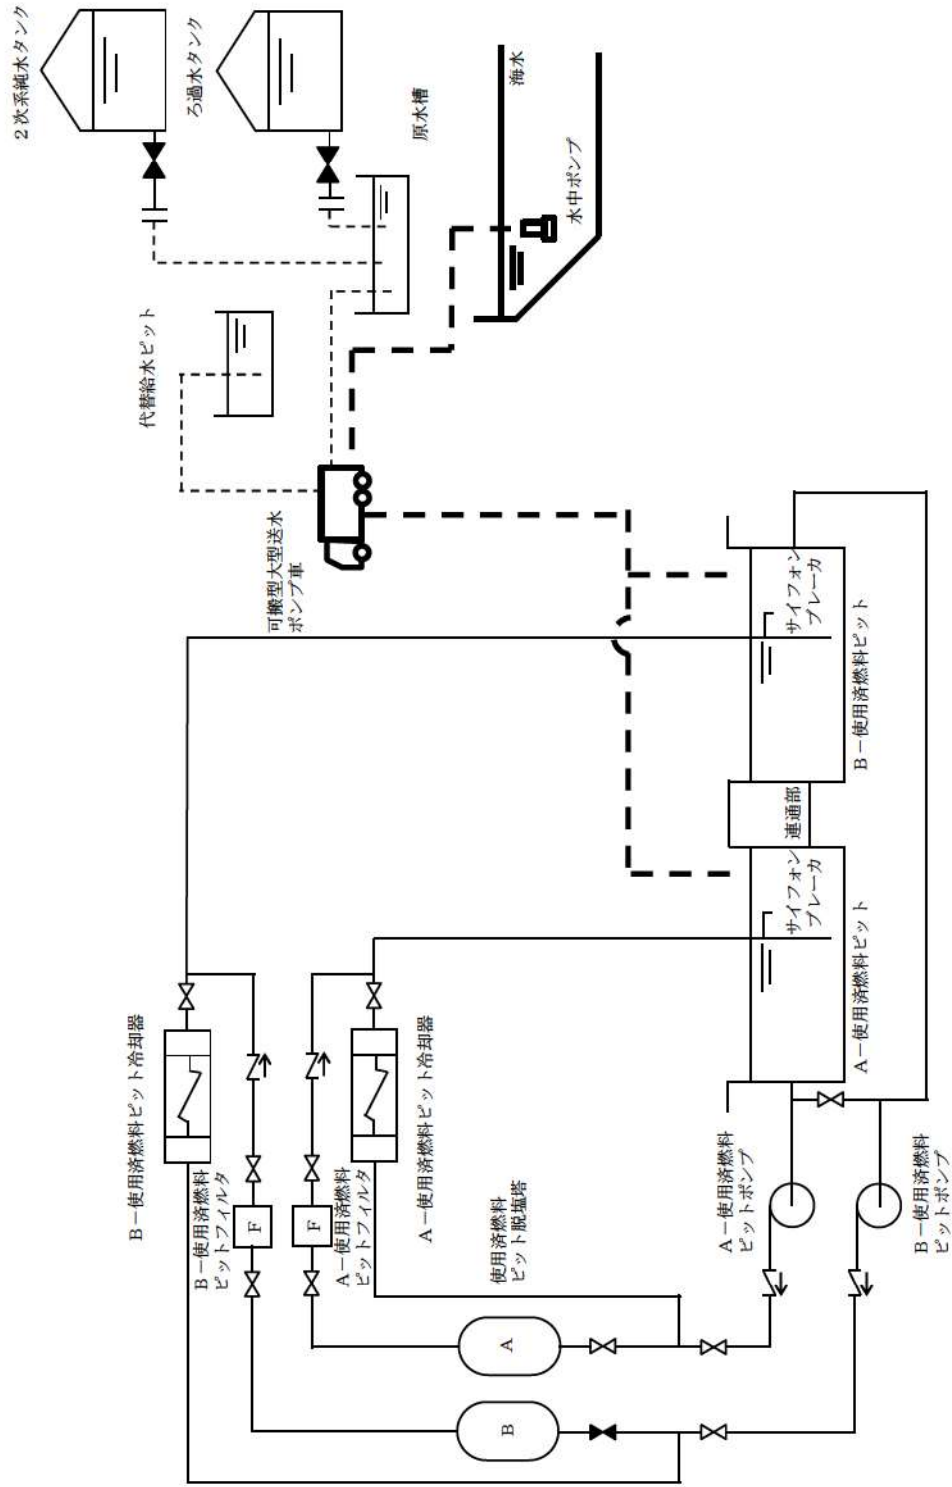 2次系純水タンク
ろ過水タンク
原水槽
海水
水中ポンプ
代替給水ピット
可搬型大型送水
ポンプ車
サイフォン
ブレーカ
B－使用済燃料ピット
連通部
サイフォン
ブレーカ
A－使用済燃料ピット
B－使用済燃料ピット冷却器
B－使用済燃料
ピットフィルタ
F
F
A－使用済燃料
ピットフィルタ
A－使用済燃料ピット冷却器
使用済燃料
ピット脱塩塔
A
B
A－使用済燃料
ピットポンプ
B－使用済燃料
ピットポンプ